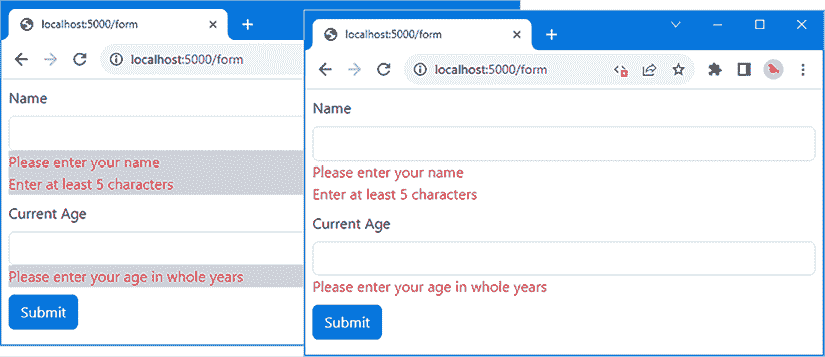 localhost:5000/form
localhost:5000/form
Name
Please enter your name
Enter at least 5 characters
Current Age
Please enter your age in whole years
Submit
localhost:5000/form
localhost:5000/form
Name
Please enter your name
Enter at least 5 characters
Current Age
Please enter your age in whole years
Submit